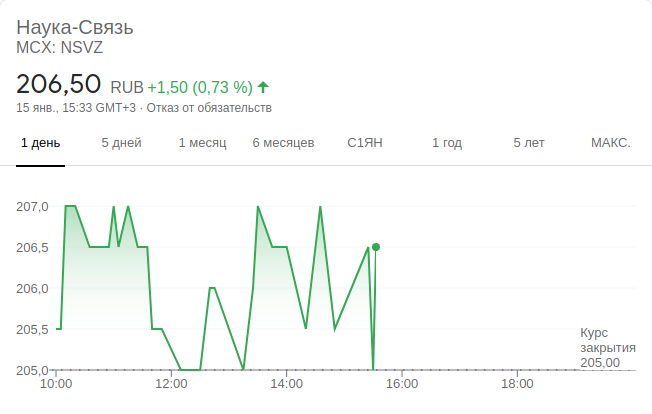 Наука-Связь
MCX: NSVZ
206,50 RUB +1,50 (0,73 %)
15 янв., 15:33 GMT+3 · Отказ от обязательств
1 день 5 дней 1 месяц 6 месяцев С1ЯН 1 год 5 лет МАКС.
207,0
206,5
206,0
205,5
205,0
Курс
закрытия
205,00
10:00 12:00 14:00 16:00 18:00